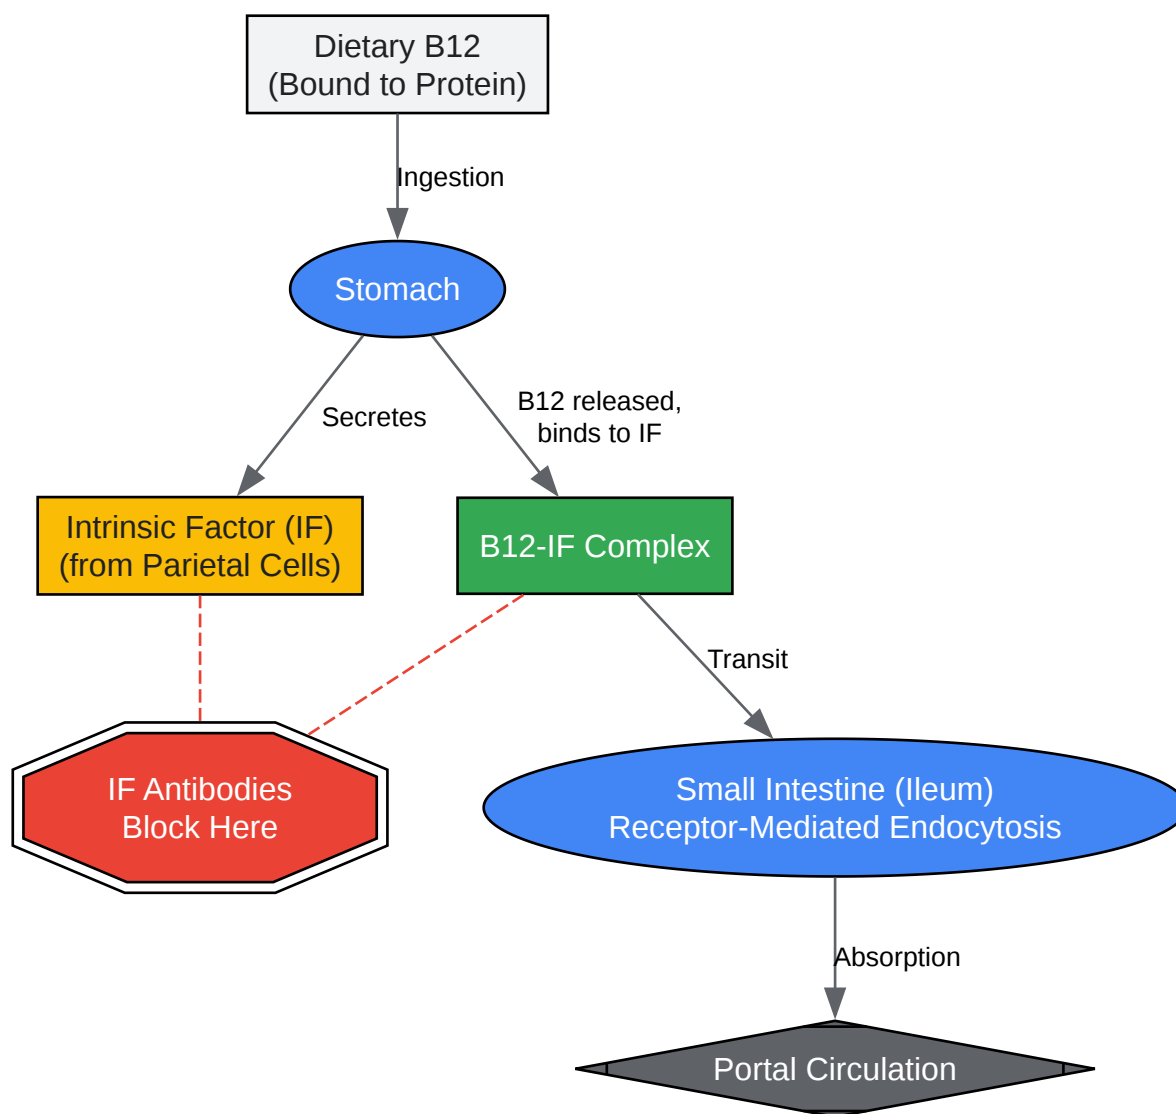 Dietary B12
(Bound to Protein)
Ingestion
Stomach
Secretes
B12 released,
binds to IF
Intrinsic Factor (IF)
(from Parietal Cells)
B12-IF Complex
Transit
IF Antibodies
Block Here
Small Intestine (Ileum)
Receptor-Mediated Endocytosis
Absorption
Portal Circulation